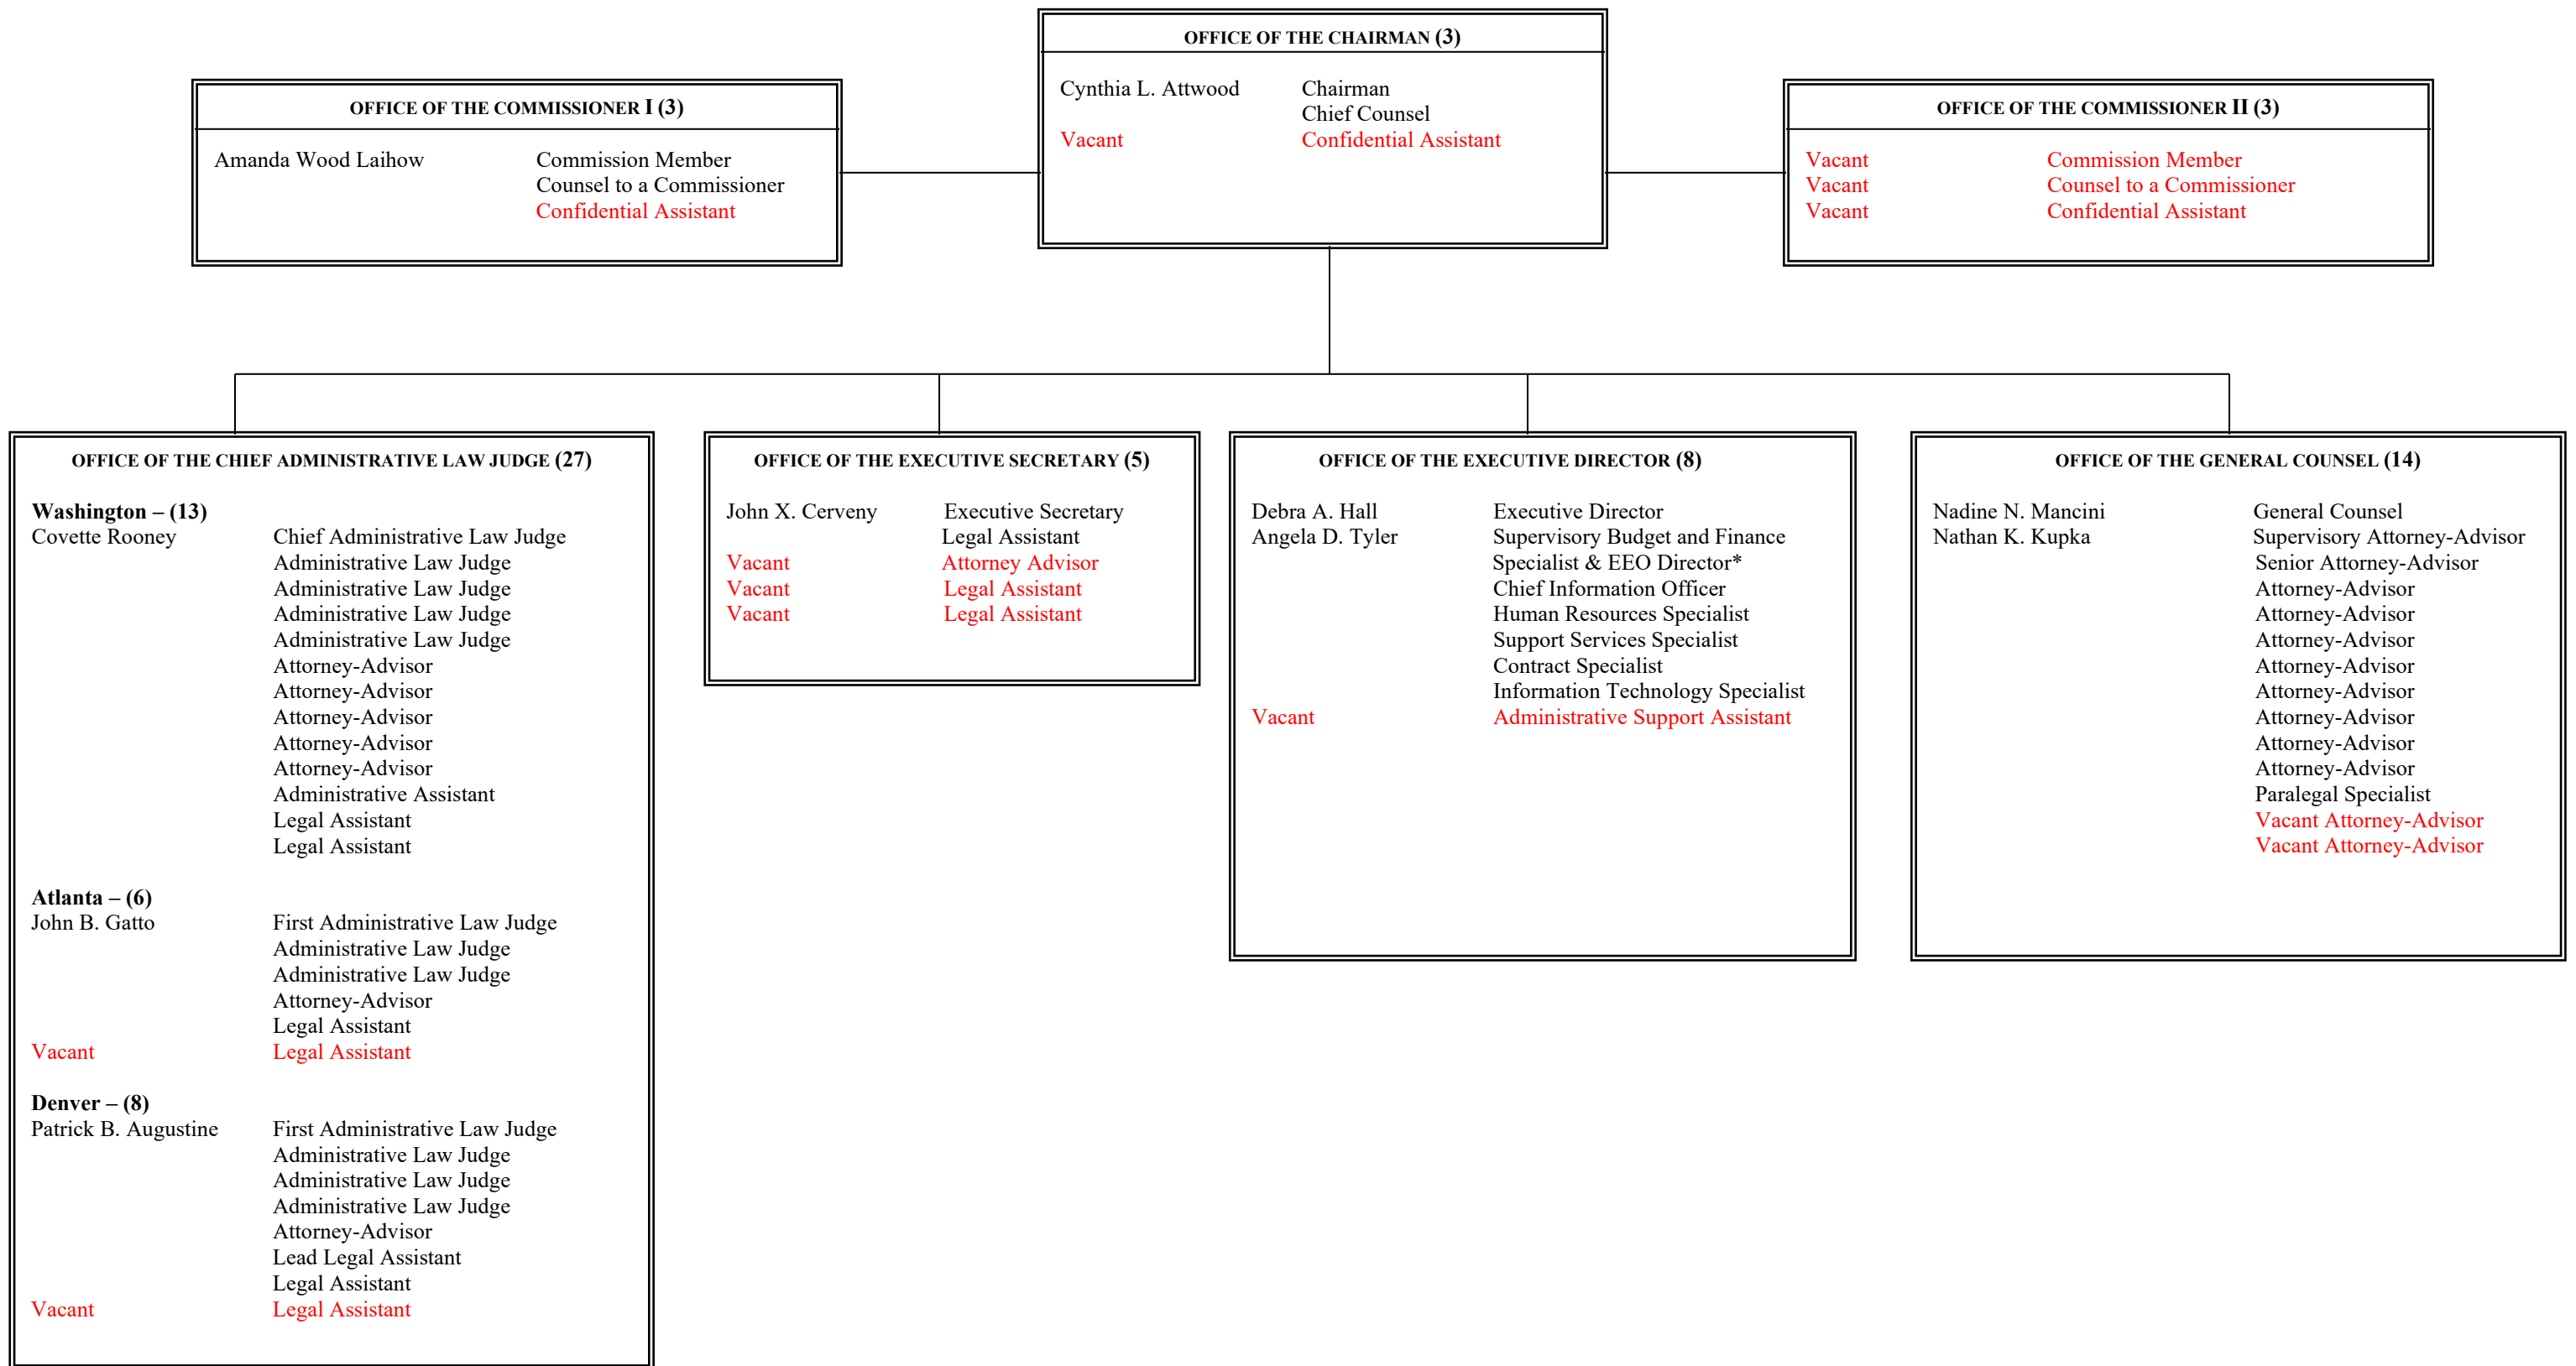 OFFICE OF THE CHAIRMAN (3)
Cynthia L. Attwood Chairman
Chief Counsel
Vacant Confidential Assistant
OFFICE OF THE COMMISSIONER I (3)
Amanda Wood Laihow Commission Member
Counsel to a Commissioner
Confidential Assistant
OFFICE OF THE COMMISSIONER II (3)
Vacant Commission Member
Vacant Counsel to a Commissioner
Vacant Confidential Assistant
OFFICE OF THE CHIEF ADMINISTRATIVE LAW JUDGE (27)
Washington – (13)
Covette Rooney Chief Administrative Law Judge
Administrative Law Judge
Administrative Law Judge
Administrative Law Judge
Administrative Law Judge
Attorney-Advisor
Attorney-Advisor
Attorney-Advisor
Attorney-Advisor
Attorney-Advisor
Administrative Assistant
Legal Assistant
Legal Assistant
Atlanta – (6)
John B. Gatto First Administrative Law Judge
Administrative Law Judge
Administrative Law Judge
Attorney-Advisor
Legal Assistant
Vacant Legal Assistant
Denver – (8)
Patrick B. Augustine First Administrative Law Judge
Administrative Law Judge
Administrative Law Judge
Administrative Law Judge
Attorney-Advisor
Lead Legal Assistant
Legal Assistant
Vacant Legal Assistant
OFFICE OF THE EXECUTIVE SECRETARY (5)
John X. Cerveny Executive Secretary
Legal Assistant
Vacant Attorney Advisor
Vacant Legal Assistant
Vacant Legal Assistant
OFFICE OF THE EXECUTIVE DIRECTOR (8)
Debra A. Hall Executive Director
Angela D. Tyler Supervisory Budget and Finance
Specialist & EEO Director*
Chief Information Officer
Human Resources Specialist
Support Services Specialist
Contract Specialist
Information Technology Specialist
Vacant Administrative Support Assistant
OFFICE OF THE GENERAL COUNSEL (14)
Nadine N. Mancini General Counsel
Nathan K. Kupka Supervisory Attorney-Advisor
Senior Attorney-Advisor
Attorney-Advisor
Attorney-Advisor
Attorney-Advisor
Attorney-Advisor
Attorney-Advisor
Attorney-Advisor
Attorney-Advisor
Attorney-Advisor
Paralegal Specialist
Vacant Attorney-Advisor
Vacant Attorney-Advisor